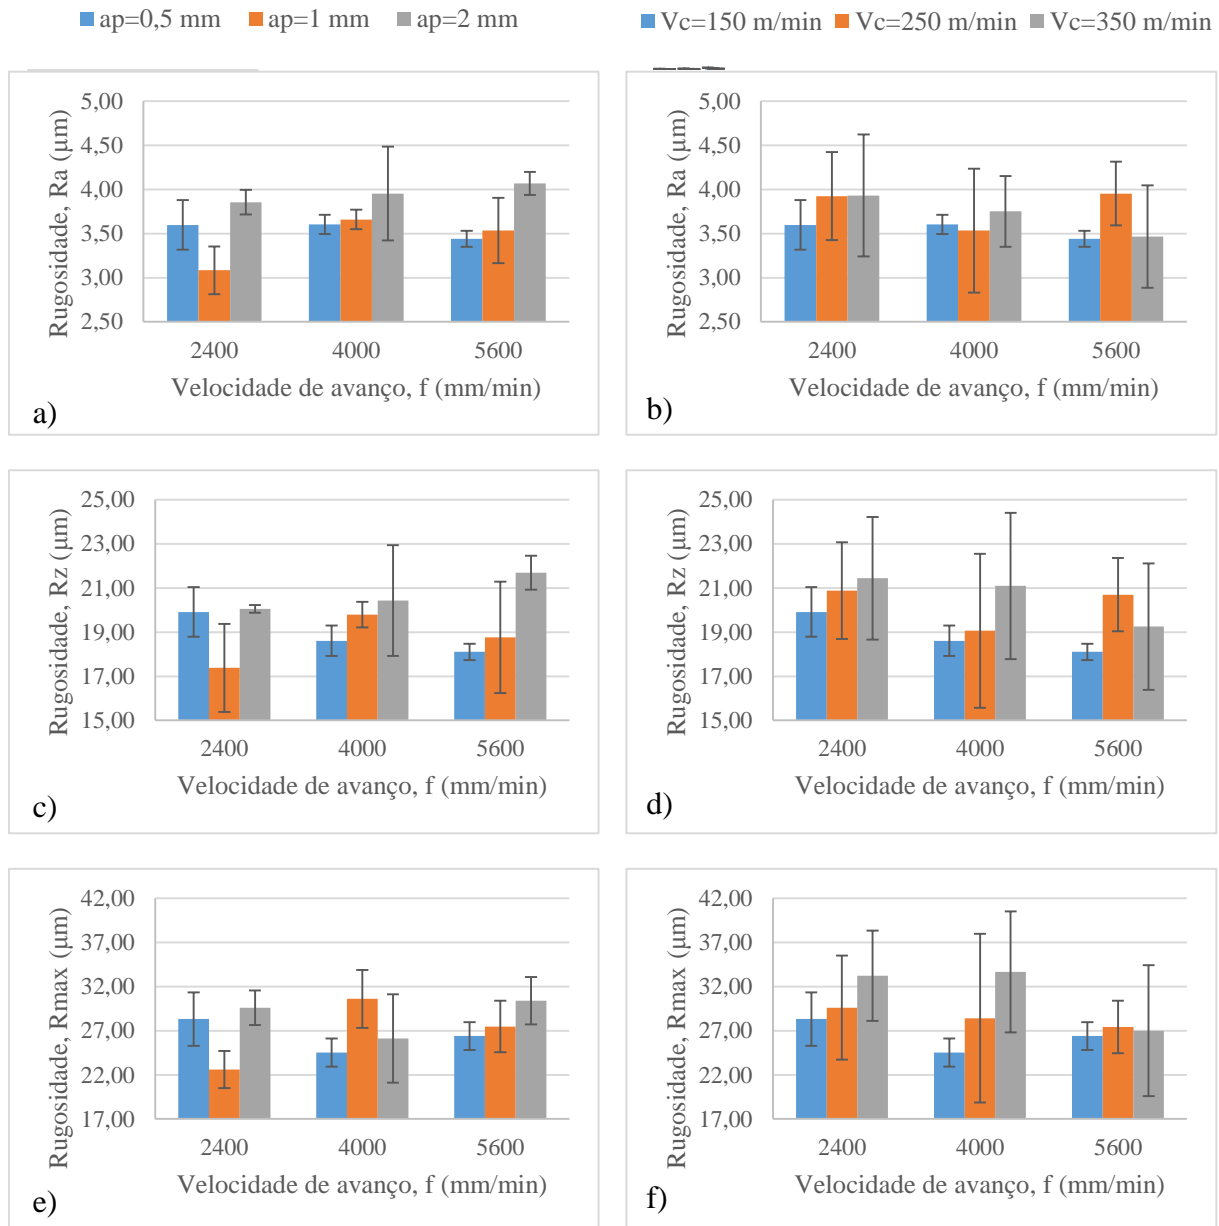 ap=0,5 mm ap=1 mm ap=2 mm
Vc=150 m/min Vc=250 m/min Vc=350 m/min
Rugosidade, Ra (μm)
5,00
4,50
4,00
3,50
3,00
2,50
2400 4000 5600
Velocidade de avanço, f (mm/min)
a)
Rugosidade, Ra (μm)
5,00
4,50
4,00
3,50
3,00
2,50
2400 4000 5600
Velocidade de avanço, f (mm/min)
b)
Rugosidade, Rz (μm)
25,00
23,00
21,00
19,00
17,00
15,00
2400 4000 5600
Velocidade de avanço, f (mm/min)
c)
Rugosidade, Rz (μm)
25,00
23,00
21,00
19,00
17,00
15,00
2400 4000 5600
Velocidade de avanço, f (mm/min)
d)
Rugosidade, Rmax (μm)
42,00
37,00
32,00
27,00
22,00
17,00
2400 4000 5600
Velocidade de avanço, f (mm/min)
e)
Rugosidade, Rmax (μm)
42,00
37,00
32,00
27,00
22,00
17,00
2400 4000 5600
Velocidade de avanço, f (mm/min)
f)